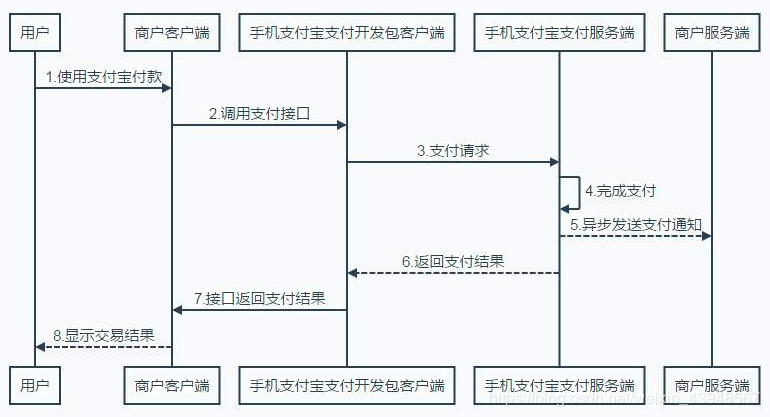 用户
商户客户端
手机支付宝支付开发包客户端
手机支付宝支付服务端
商户服务端
1.使用支付宝付款
2.调用支付接口
3.支付请求
4.完成支付
5.异步发送支付通知
6.返回支付结果
7.接口返回支付结果
8.显示交易结果
用户
商户客户端
手机支付宝支付开发包客户端
手机支付宝支付服务端
商户服务端
https://blog.csdn.net/weixin_43948567